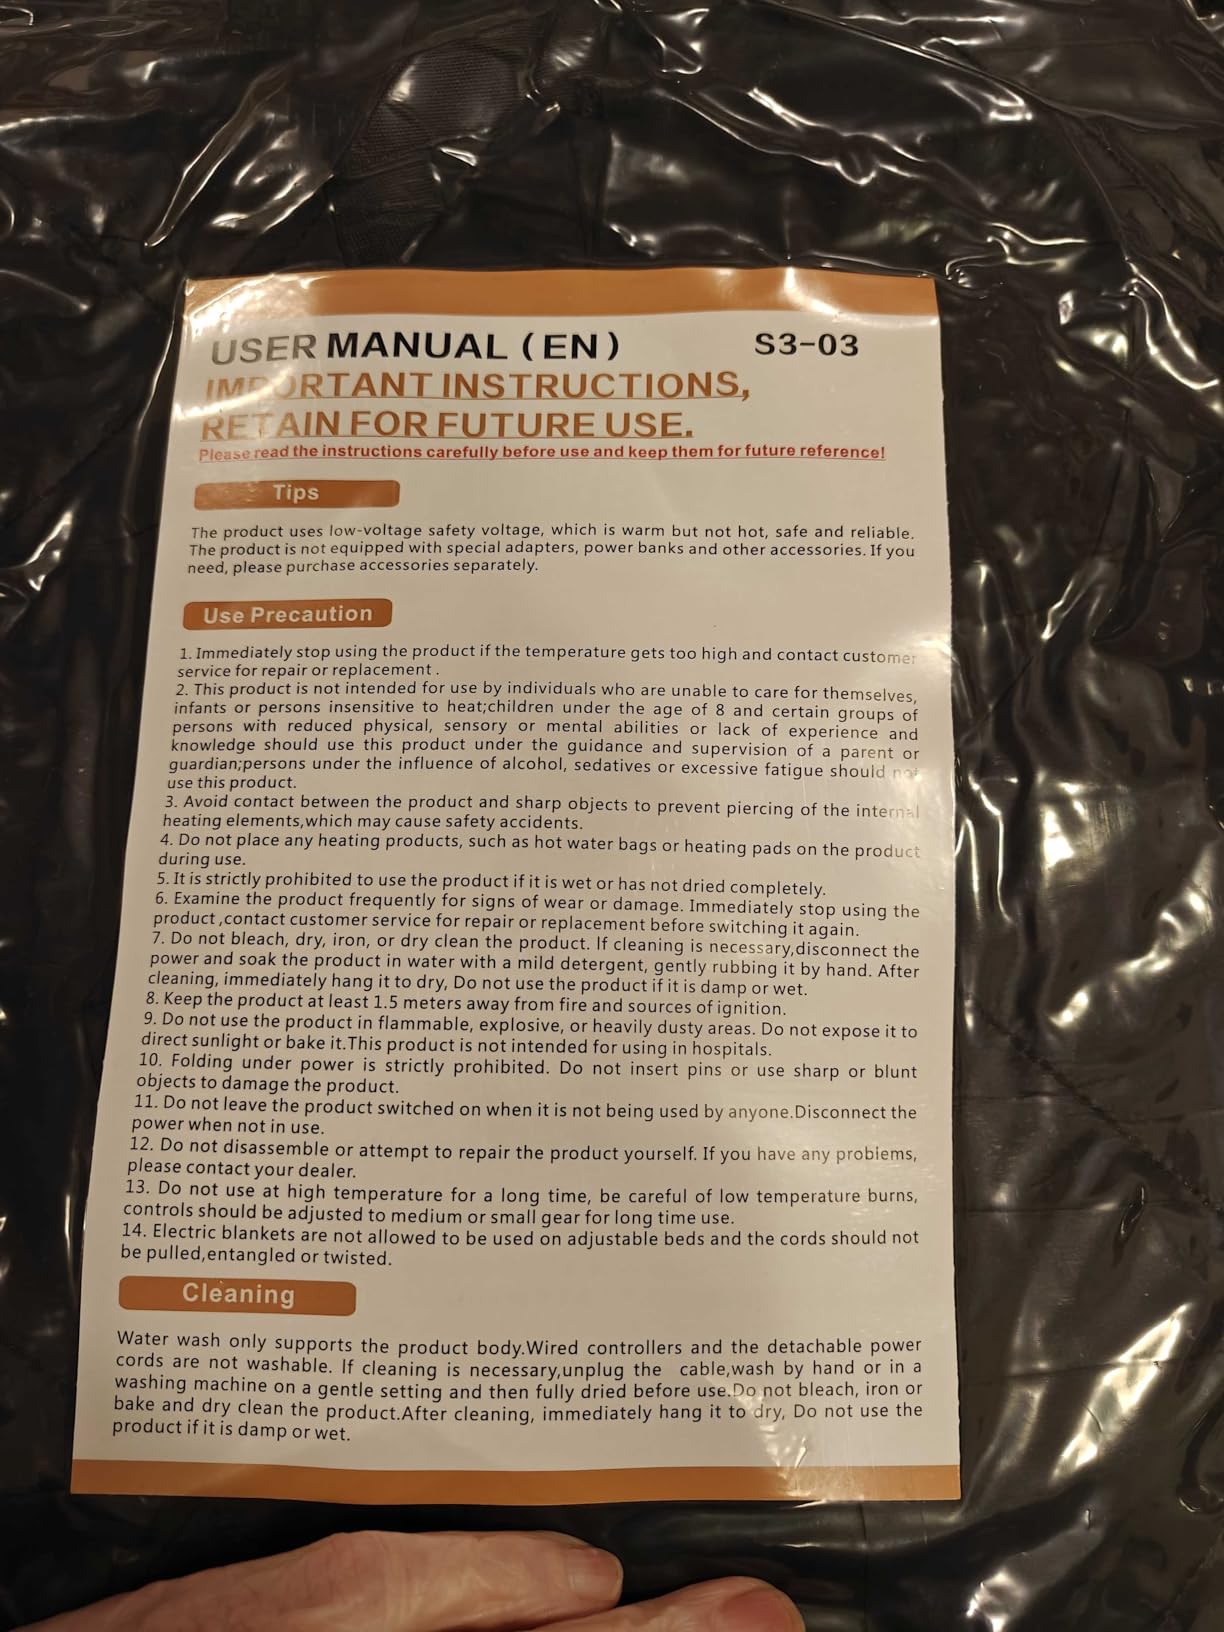 USER MANUAL (EN) S3-03
IMPORTANT INSTRUCTIONS,
RETAIN FOR FUTURE USE.
Please read the instructions carefully before use and keep them for future reference!
Tips
The product uses low-voltage safety voltage, which is warm but not hot, safe and reliable.
The product is not equipped with special adapters, power banks and other accessories. If you
need, please purchase accessories separately.
Use Precaution
1. Immediately stop using the product if the temperature gets too high and contact customer
service for repair or replacement .
2. This product is not intended for use by individuals who are unable to care for themselves,
infants or persons insensitive to heat;children under the age of 8 and certain groups of
persons with reduced physical, sensory or mental abilities or lack of experience and
knowledge should use this product under the guidance and supervision of a parent or
guardian;persons under the influence of alcohol, sedatives or excessive fatigue should not
use this product.
3. Avoid contact between the product and sharp objects to prevent piercing of the internal
heating elements,which may cause safety accidents.
4. Do not place any heating products, such as hot water bags or heating pads on the product
during use.
5. It is strictly prohibited to use the product if it is wet or has not dried completely.
6. Examine the product frequently for signs of wear or damage. Immediately stop using the
product ,contact customer service for repair or replacement before switching it again.
7. Do not bleach, dry, iron, or dry clean the product. If cleaning is necessary,disconnect the
power and soak the product in water with a mild detergent, gently rubbing it by hand. After
cleaning, immediately hang it to dry, Do not use the product if it is damp or wet.
8. Keep the product at least 1.5 meters away from fire and sources of ignition.
9. Do not use the product in flammable, explosive, or heavily dusty areas. Do not expose it to
direct sunlight or bake it.This product is not intended for using in hospitals.
10. Folding under power is strictly prohibited. Do not insert pins or use sharp or blunt
objects to damage the product.
11. Do not leave the product switched on when it is not being used by anyone.Disconnect the
power when not in use.
12. Do not disassemble or attempt to repair the product yourself. If you have any problems,
please contact your dealer.
13. Do not use at high temperature for a long time, be careful of low temperature burns,
controls should be adjusted to medium or small gear for long time use.
14. Electric blankets are not allowed to be used on adjustable beds and the cords should not
be pulled,entangled or twisted.
Cleaning
Water wash only supports the product body.Wired controllers and the detachable power
cords are not washable. If cleaning is necessary,unplug the cable,wash by hand or in a
washing machine on a gentle setting and then fully dried before use.Do not bleach, iron or
bake and dry clean the product.After cleaning, immediately hang it to dry, Do not use the
product if it is damp or wet.